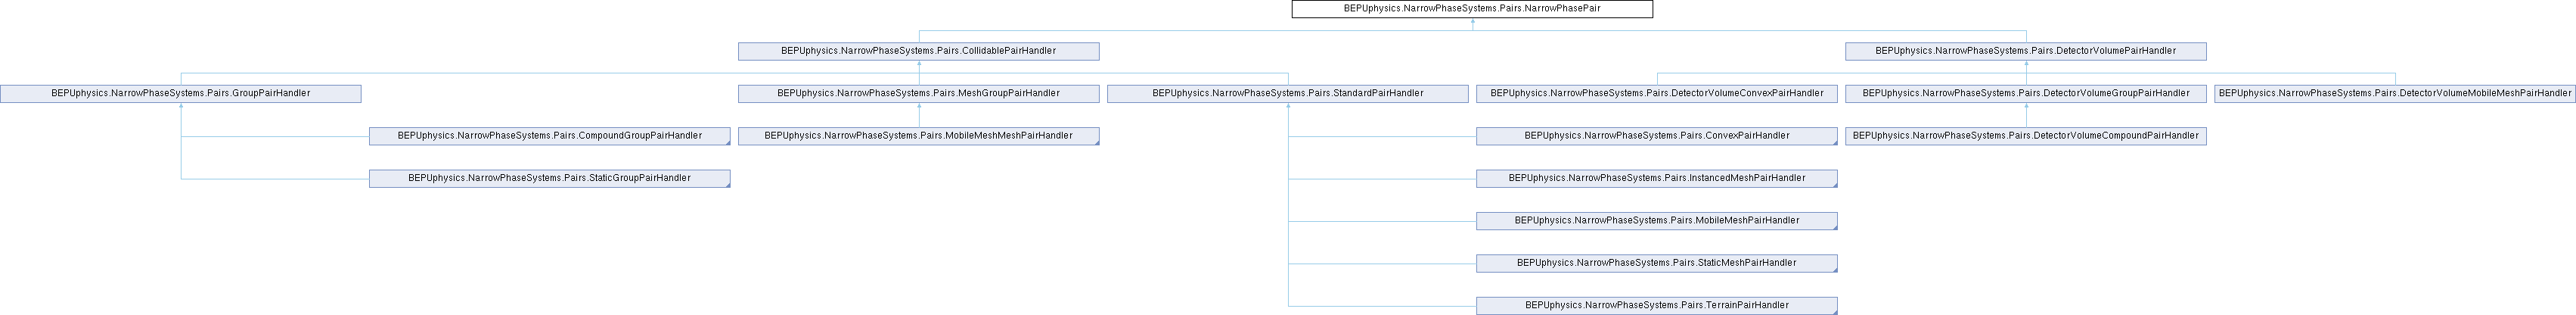 BEPUphysics.NarrowPhaseSystems.Pairs.NarrowPhasePair
BEPUphysics.NarrowPhaseSystems.Pairs.CollidablePairHandler
BEPUphysics.NarrowPhaseSystems.Pairs.DetectorVolumePairHandler
BEPUphysics.NarrowPhaseSystems.Pairs.GroupPairHandler
BEPUphysics.NarrowPhaseSystems.Pairs.MeshGroupPairHandler
BEPUphysics.NarrowPhaseSystems.Pairs.StandardPairHandler
BEPUphysics.NarrowPhaseSystems.Pairs.DetectorVolumeConvexPairHandler
BEPUphysics.NarrowPhaseSystems.Pairs.DetectorVolumeGroupPairHandler
BEPUphysics.NarrowPhaseSystems.Pairs.DetectorVolumeMobileMeshPairHandler
BEPUphysics.NarrowPhaseSystems.Pairs.CompoundGroupPairHandler
BEPUphysics.NarrowPhaseSystems.Pairs.MobileMeshMeshPairHandler
BEPUphysics.NarrowPhaseSystems.Pairs.ConvexPairHandler
BEPUphysics.NarrowPhaseSystems.Pairs.DetectorVolumeCompoundPairHandler
BEPUphysics.NarrowPhaseSystems.Pairs.StaticGroupPairHandler
BEPUphysics.NarrowPhaseSystems.Pairs.InstancedMeshPairHandler
BEPUphysics.NarrowPhaseSystems.Pairs.MobileMeshPairHandler
BEPUphysics.NarrowPhaseSystems.Pairs.StaticMeshPairHandler
BEPUphysics.NarrowPhaseSystems.Pairs.TerrainPairHandler